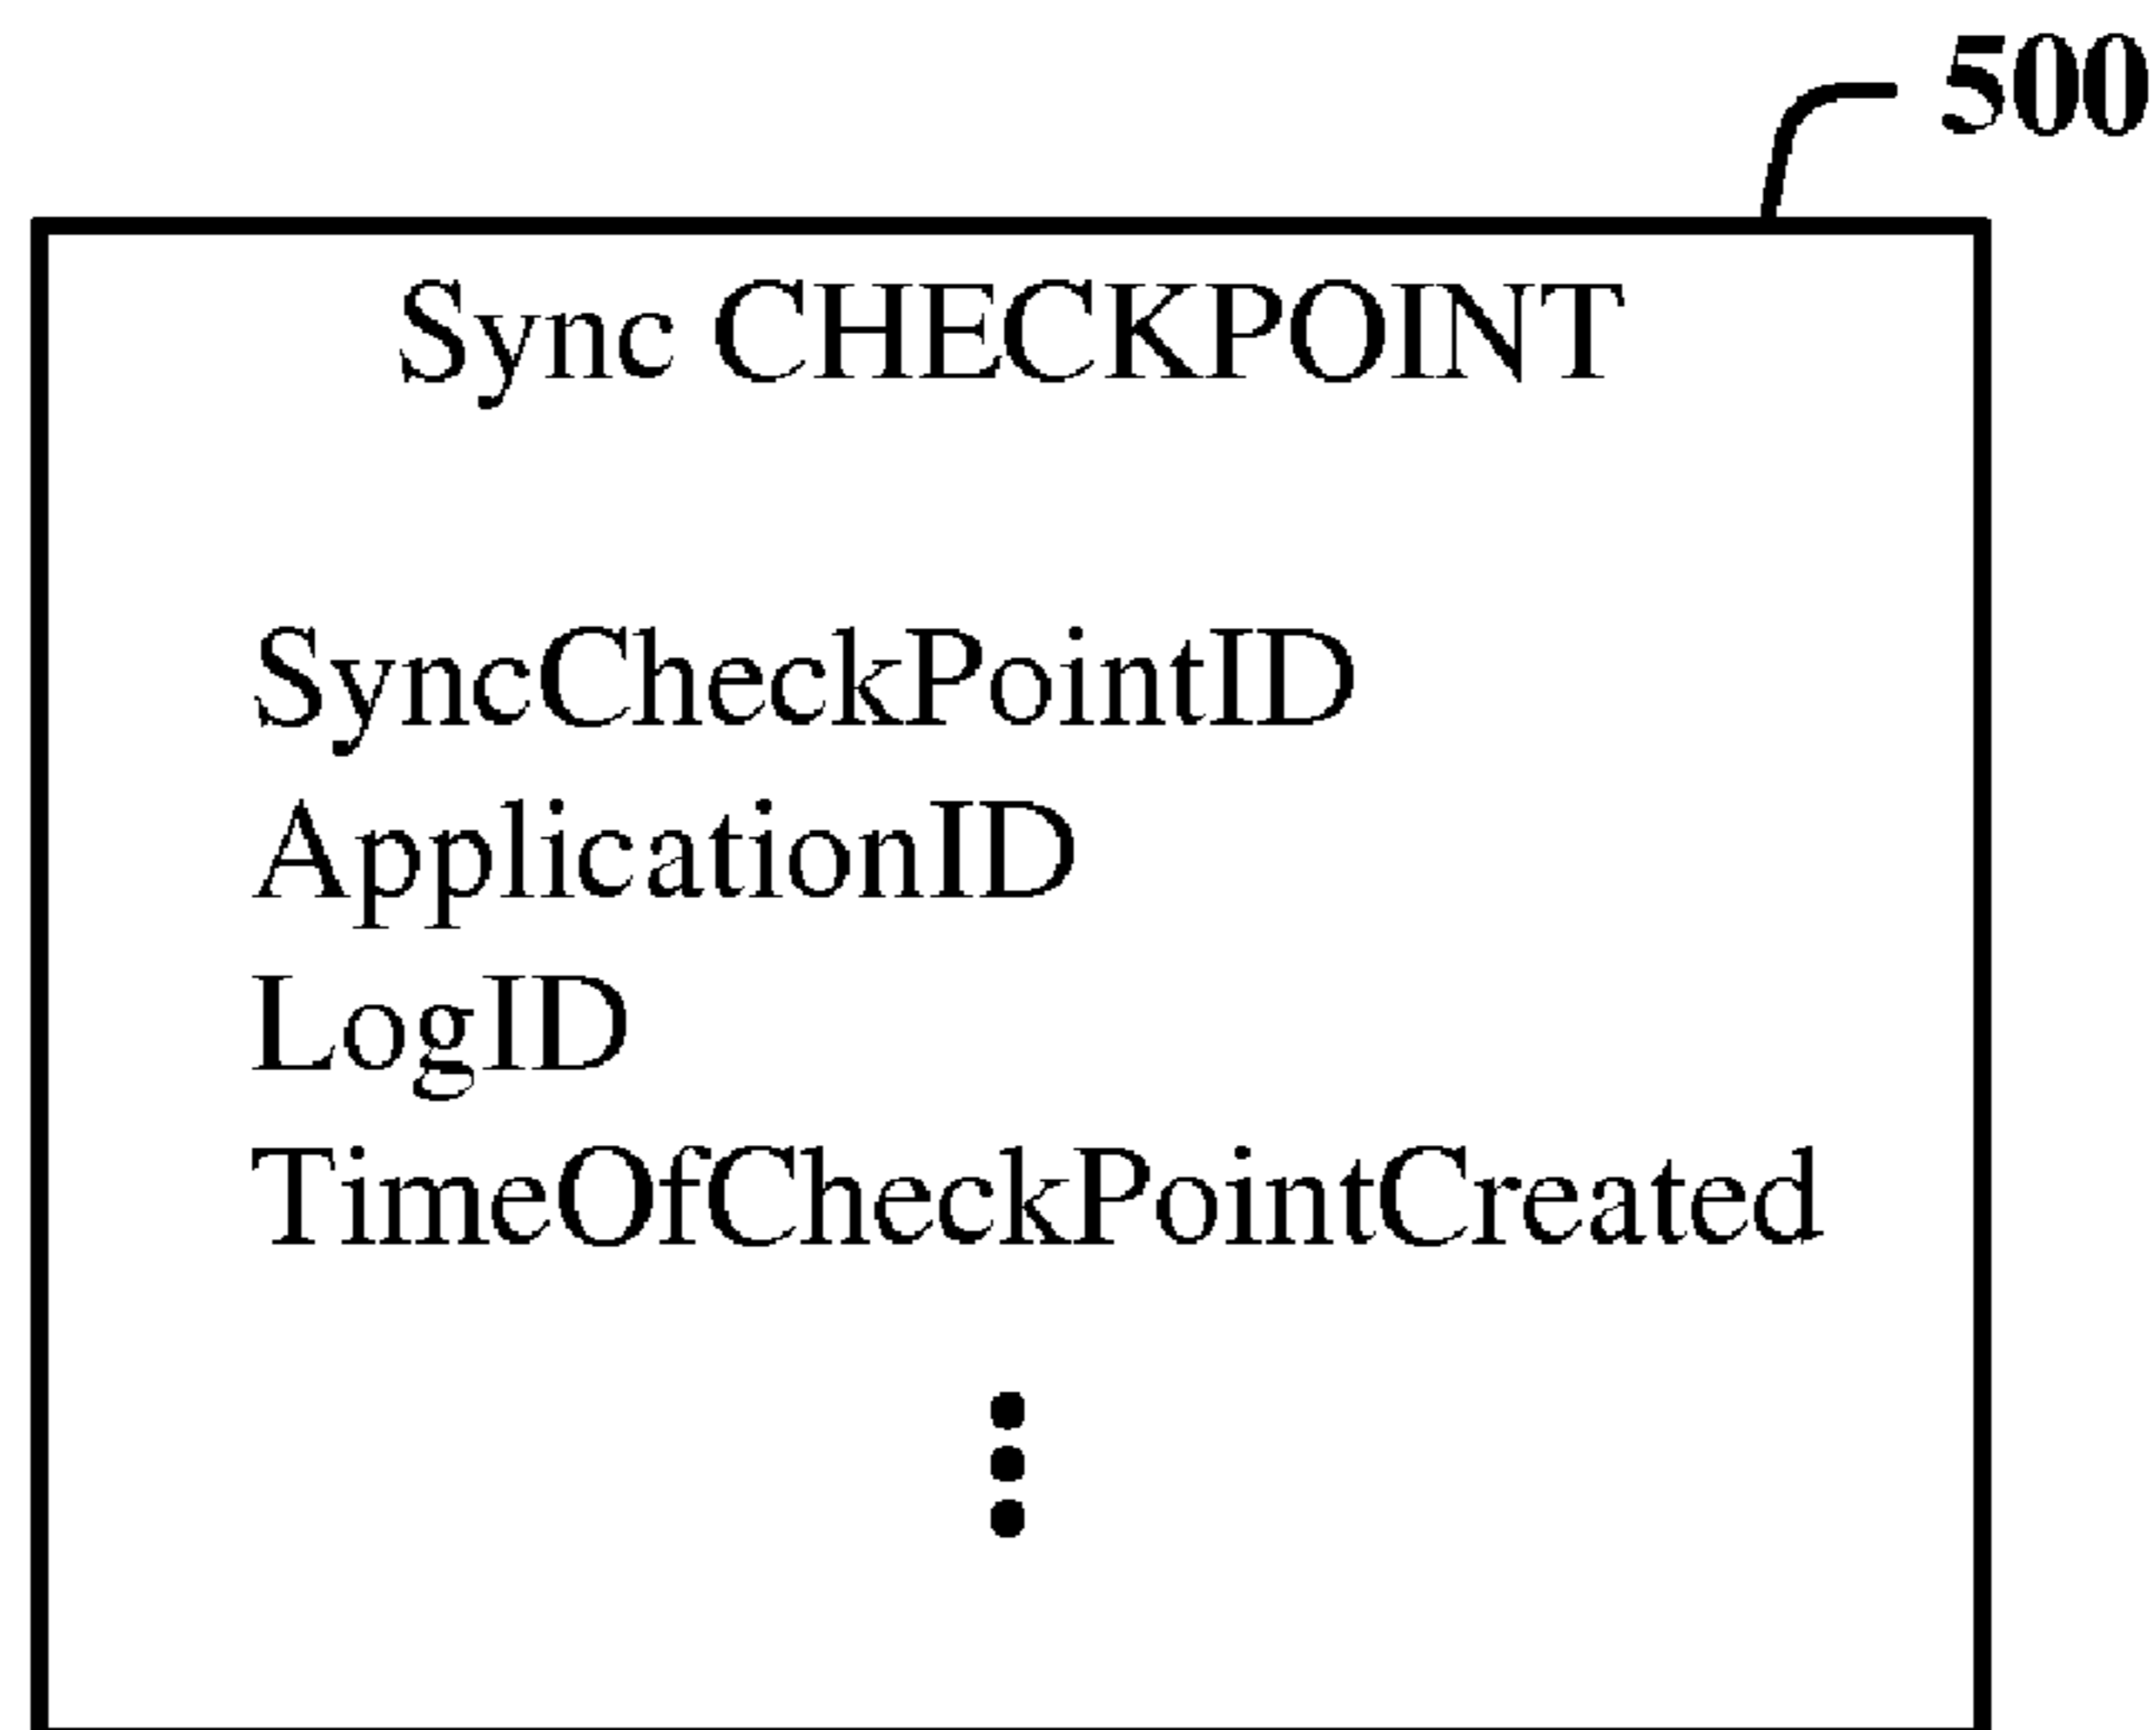 500
Sync CHECKPOINT
SyncCheckPointID
ApplicationID
LogID
TimeOfCheckPointCreated